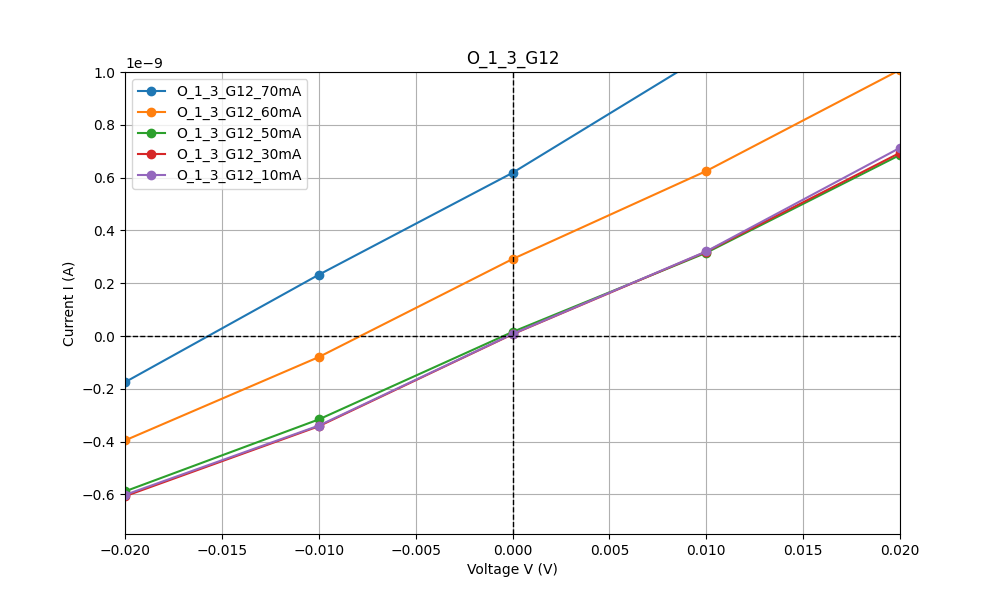 O_1_3_G12
1e−9
1.0
0.8
0.6
0.4
0.2
0.0
−0.2
−0.4
−0.6
Current I (A)
O_1_3_G12_70mA
O_1_3_G12_60mA
O_1_3_G12_50mA
O_1_3_G12_30mA
O_1_3_G12_10mA
−0.020 −0.015 −0.010 −0.005 0.000 0.005 0.010 0.015 0.020
Voltage V (V)